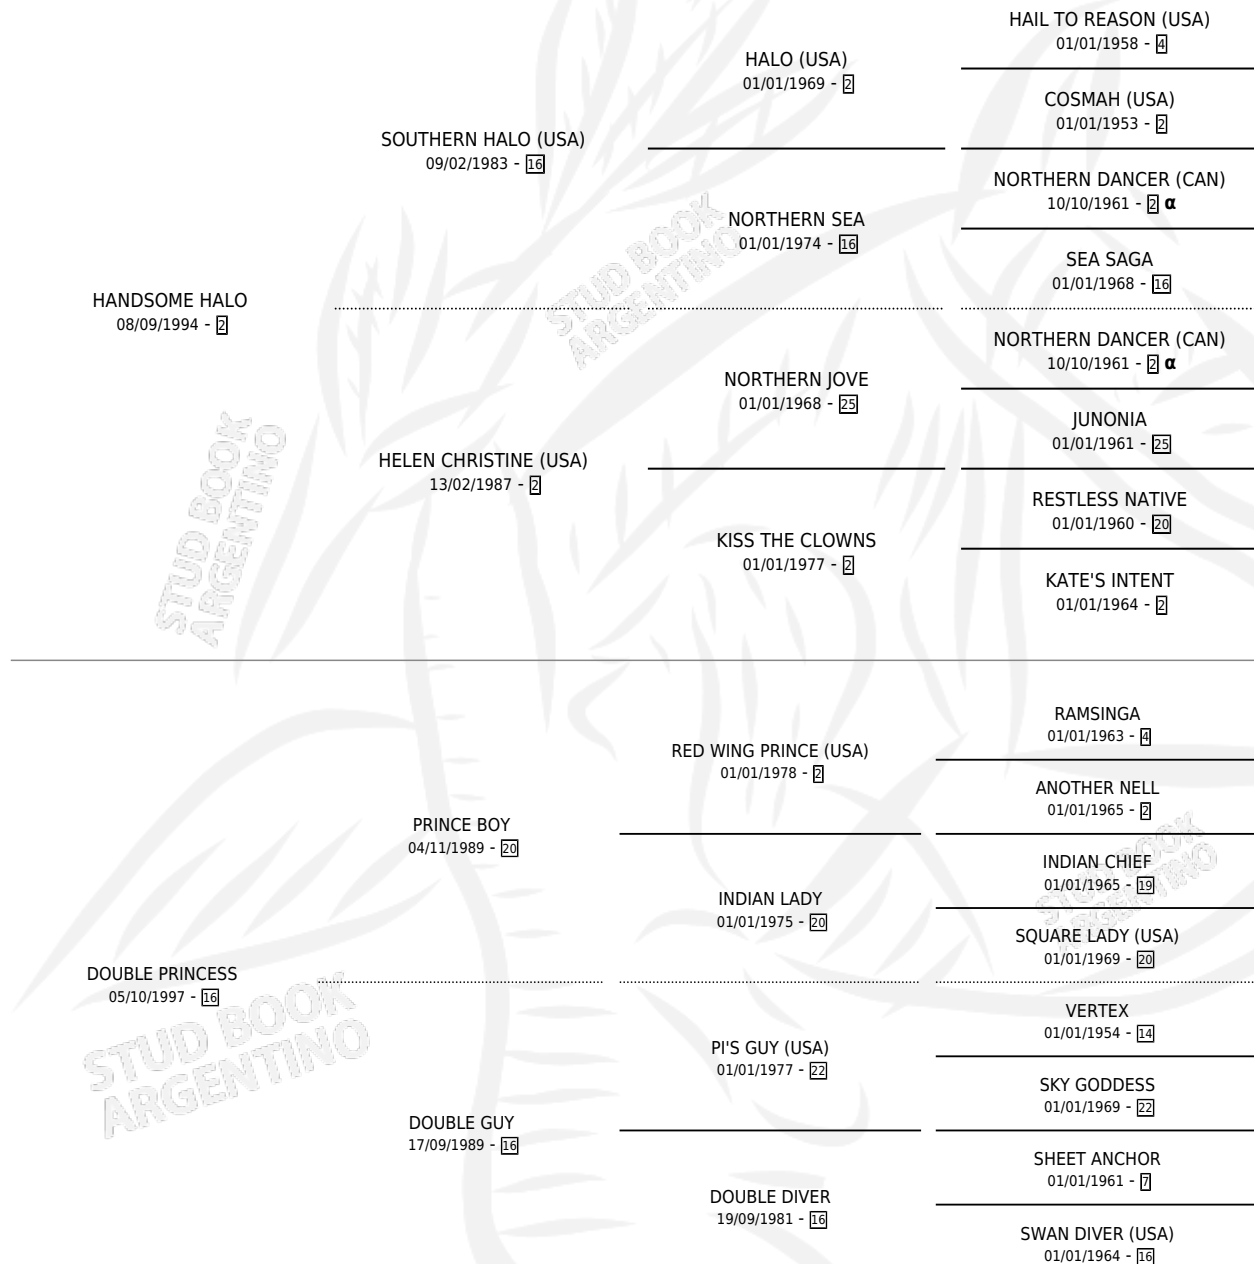 HAIL TO REASON (USA)
01/01/1958 - 4
HALO (USA)
01/01/1969 - 2
COSMAH (USA)
01/01/1953 - 2
SOUTHERN HALO (USA)
09/02/1983 - 16
NORTHERN DANCER (CAN)
10/10/1961 - 2 α
NORTHERN SEA
01/01/1974 - 16
SEA SAGA
01/01/1968 - 16
HANDSOME HALO
08/09/1994 - 2
NORTHERN DANCER (CAN)
10/10/1961 - 2 α
NORTHERN JOVE
01/01/1968 - 25
JUNONIA
01/01/1961 - 25
HELEN CHRISTINE (USA)
13/02/1987 - 2
RESTLESS NATIVE
01/01/1960 - 20
KISS THE CLOWNS
01/01/1977 - 2
KATE'S INTENT
01/01/1964 - 2
RAMSINGA
01/01/1963 - 4
RED WING PRINCE (USA)
01/01/1978 - 2
ANOTHER NELL
01/01/1965 - 2
PRINCE BOY
04/11/1989 - 20
INDIAN CHIEF
01/01/1965 - 19
INDIAN LADY
01/01/1975 - 20
SQUARE LADY (USA)
01/01/1969 - 20
DOUBLE PRINCESS
05/10/1997 - 16
VERTEX
01/01/1954 - 14
PI'S GUY (USA)
01/01/1977 - 22
SKY GODDESS
01/01/1969 - 22
DOUBLE GUY
17/09/1989 - 16
SHEET ANCHOR
01/01/1961 - 7
DOUBLE DIVER
19/09/1981 - 16
SWAN DIVER (USA)
01/01/1964 - 16
STUD BOOK
ARGENTINO
STUD BOOK
ARGENTINO
STUD BOOK
ARGENTINO
STUD BOOK
ARGENTINO